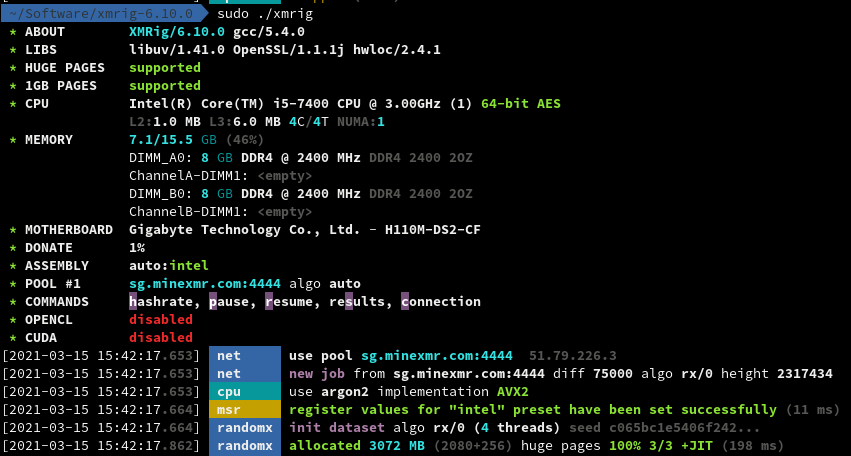 ~/Software/xmrig-6.10.0 sudo ./xmrig
* ABOUT XMRig/6.10.0 gcc/5.4.0
* LIBS libuv/1.41.0 OpenSSL/1.1.1j hwloc/2.4.1
* HUGE PAGES supported
* 1GB PAGES supported
* CPU Intel(R) Core(TM) i5-7400 CPU @ 3.00GHz (1) 64-bit AES
L2:1.0 MB L3:6.0 MB 4C/4T NUMA:1
* MEMORY 7.1/15.5 GB (46%)
DIMM_A0: 8 GB DDR4 @ 2400 MHz DDR4 2400 2OZ
ChannelA-DIMM1: <empty>
DIMM_B0: 8 GB DDR4 @ 2400 MHz DDR4 2400 2OZ
ChannelB-DIMM1: <empty>
* MOTHERBOARD Gigabyte Technology Co., Ltd. - H110M-DS2-CF
* DONATE 1%
* ASSEMBLY auto:intel
* POOL #1 sg.minexmr.com:4444 algo auto
* COMMANDS hashrate, pause, resume, results, connection
* OPENCL disabled
* CUDA disabled
[2021-03-15 15:42:17.653] net use pool sg.minexmr.com:4444 51.79.226.3
[2021-03-15 15:42:17.653] net new job from sg.minexmr.com:4444 diff 75000 algo rx/0 height 2317434
[2021-03-15 15:42:17.653] cpu use argon2 implementation AVX2
[2021-03-15 15:42:17.664] msr register values for "intel" preset have been set successfully (11 ms)
[2021-03-15 15:42:17.664] randomx init dataset algo rx/0 (4 threads) seed c065bc1e5406f242...
[2021-03-15 15:42:17.862] randomx allocated 3072 MB (2080+256) huge pages 100% 3/3 +JIT (198 ms)